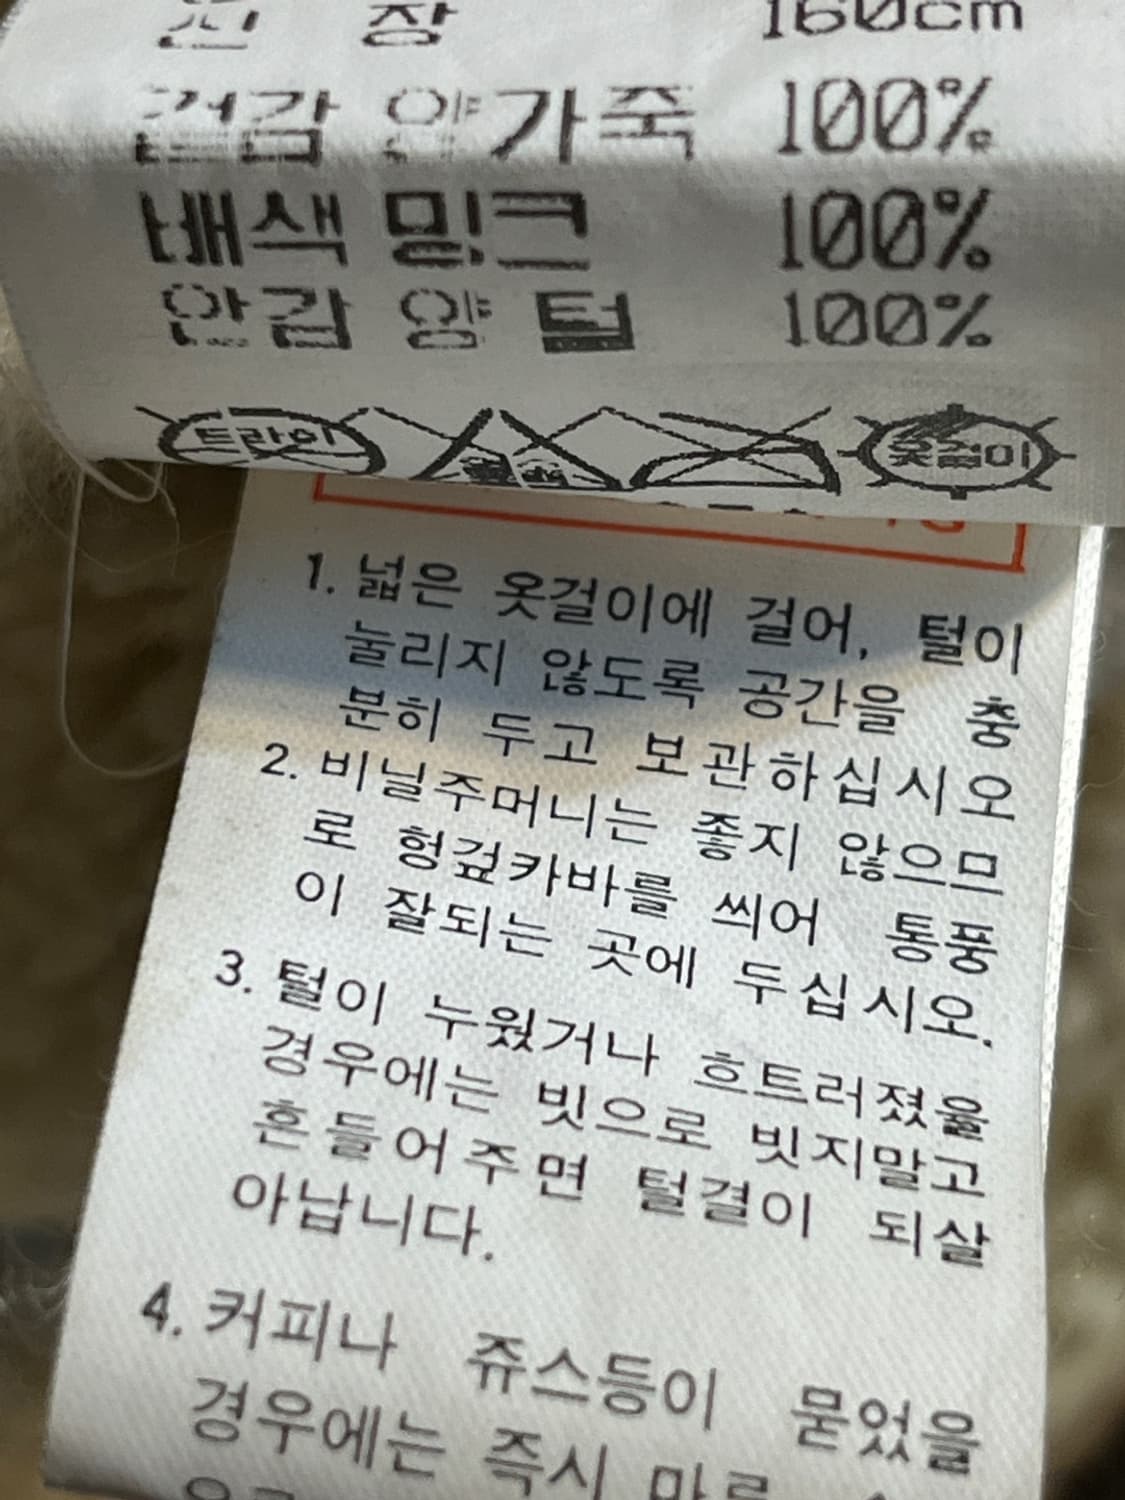 신 장 160cm
겉감 양가죽 100%
배색 밍크 100%
안감 양털 100%
드라이
옷걸이
1. 넓은 옷걸이에 걸어, 털이
눌리지 않도록 공간을 충
분히 두고 보관하십시오
2. 비닐주머니는 좋지 않으므
로 헝겊카바를 씌어 통풍
이 잘되는 곳에 두십시오.
3. 털이 누웠거나 흐트러졌을
경우에는 빗으로 빗지말고
흔들어주면 털결이 되살
아납니다.
4. 커피나 쥬스등이 묻었을
경우에는 즉시